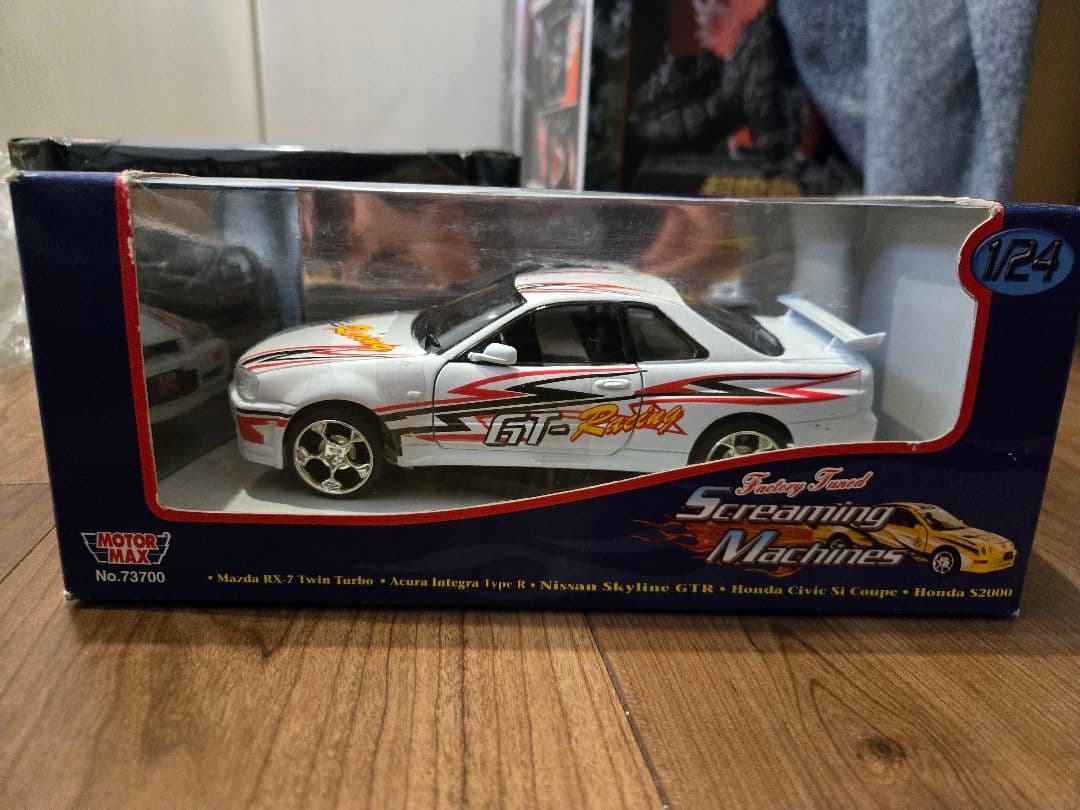 1/24
Racing
GT-Racing
Factory Tuned
Screaming
Machines
MOTOR
MAX
No.73700
• Mazda RX-7 Twin Turbo • Acura Integra Type R • Nissan Skyline GTR • Honda Civic Si Coupe • Honda S2000